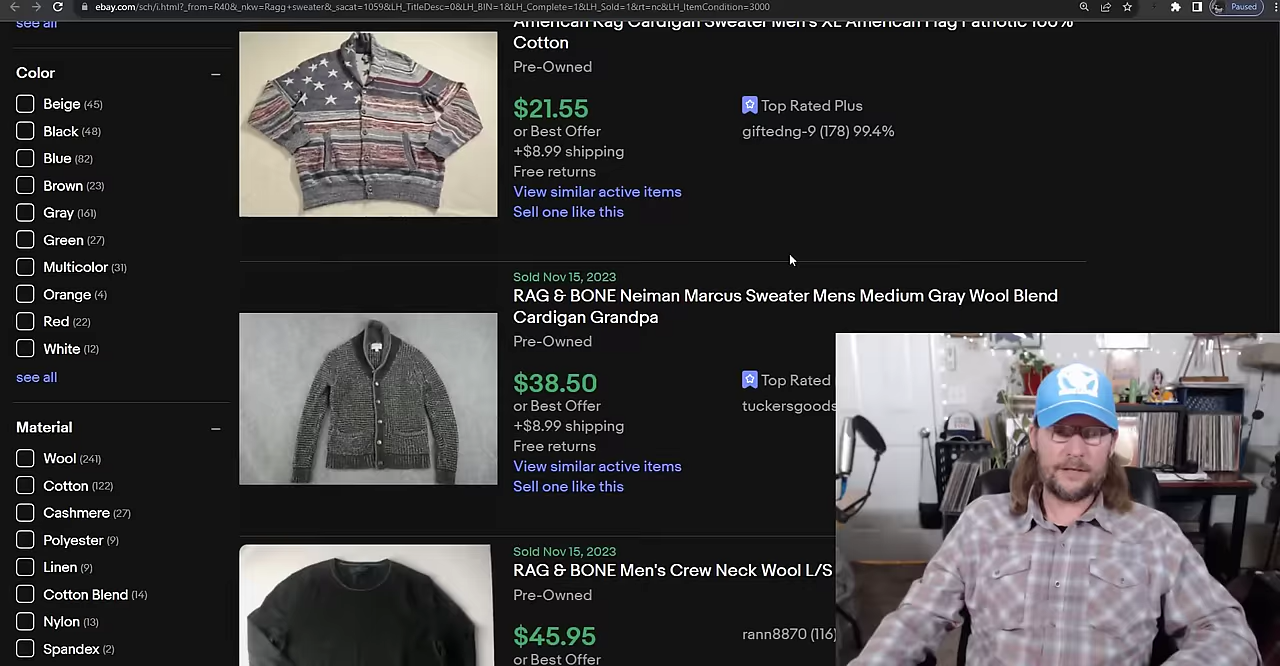 ebay.com/sch/i.html?_from=R40&_nkw=Ragg+sweater&_sacat=1059&LH_TitleDesc=0&LH_BIN=1&LH_Complete=1&LH_Sold=1&rt=nc&LH_ItemCondition=3000
Paused
see all
Color
Beige (45)
Black (48)
Blue (82)
Brown (23)
Gray (161)
Green (27)
Multicolor (31)
Orange (4)
Red (22)
White (12)
see all
Material
Wool (241)
Cotton (122)
Cashmere (27)
Polyester (9)
Linen (9)
Cotton Blend (14)
Nylon (13)
Spandex (2)
American Rag Cardigan Sweater Men's XL American Flag Patriotic 100%
Cotton
Pre-Owned
$21.55
or Best Offer
+$8.99 shipping
Free returns
View similar active items
Sell one like this
Top Rated Plus
giftedng-9 (178) 99.4%
Sold Nov 15, 2023
RAG & BONE Neiman Marcus Sweater Mens Medium Gray Wool Blend
Cardigan Grandpa
Pre-Owned
$38.50
or Best Offer
+$8.99 shipping
Free returns
View similar active items
Sell one like this
Top Rated
tuckersgoods
Sold Nov 15, 2023
RAG & BONE Men's Crew Neck Wool L/S
Pre-Owned
$45.95
or Best Offer
rann8870 (116)